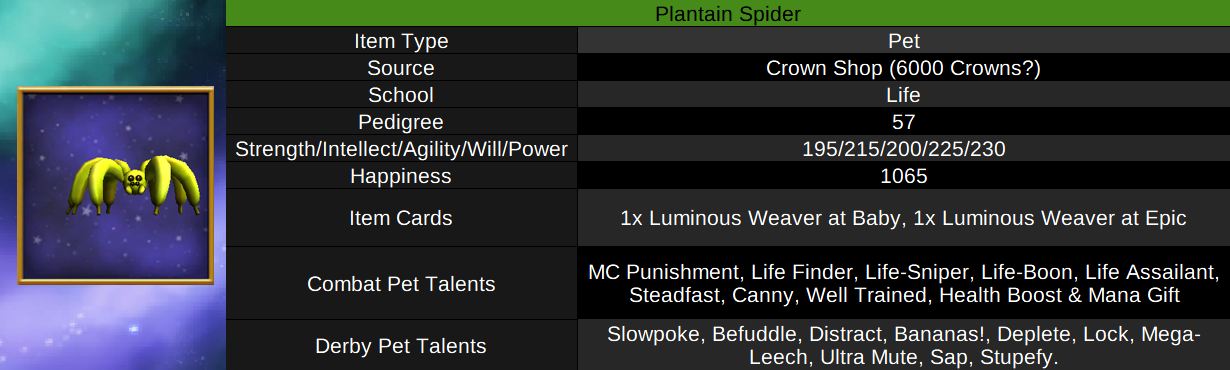 Plantain Spider
Item Type Pet
Source Crown Shop (6000 Crowns?)
School Life
Pedigree 57
Strength/Intellect/Agility/Will/Power 195/215/200/225/230
Happiness 1065
Item Cards 1x Luminous Weaver at Baby, 1x Luminous Weaver at Epic
Combat Pet Talents MC Punishment, Life Finder, Life-Sniper, Life-Boon, Life Assailant,
Steadfast, Canny, Well Trained, Health Boost & Mana Gift
Derby Pet Talents Slowpoke, Befuddle, Distract, Bananas!, Deplete, Lock, Mega-
Leech, Ultra Mute, Sap, Stupefy.